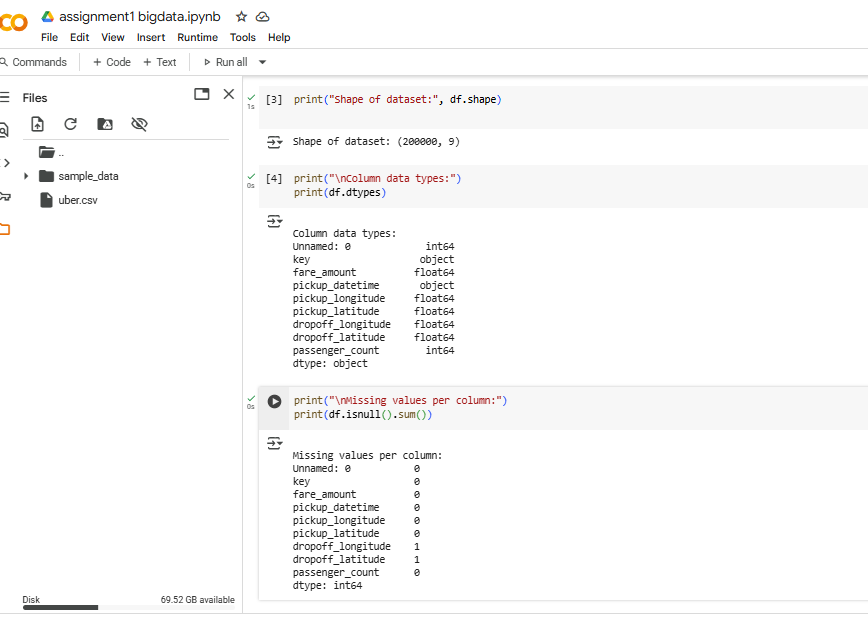 CO
assignment1 bigdata.ipynb
File Edit View Insert Runtime Tools Help
Commands + Code + Text Run all
Files
..
sample_data
uber.csv
Disk 69.52 GB available
1s
[3] print("Shape of dataset:", df.shape)
Shape of dataset: (200000, 9)
0s
[4] print("\nColumn data types:")
print(df.dtypes)
Column data types:
Unnamed: 0 int64
key object
fare_amount float64
pickup_datetime object
pickup_longitude float64
pickup_latitude float64
dropoff_longitude float64
dropoff_latitude float64
passenger_count int64
dtype: object
0s
print("\nMissing values per column:")
print(df.isnull().sum())
Missing values per column:
Unnamed: 0 0
key 0
fare_amount 0
pickup_datetime 0
pickup_longitude 0
pickup_latitude 0
dropoff_longitude 1
dropoff_latitude 1
passenger_count 0
dtype: int64